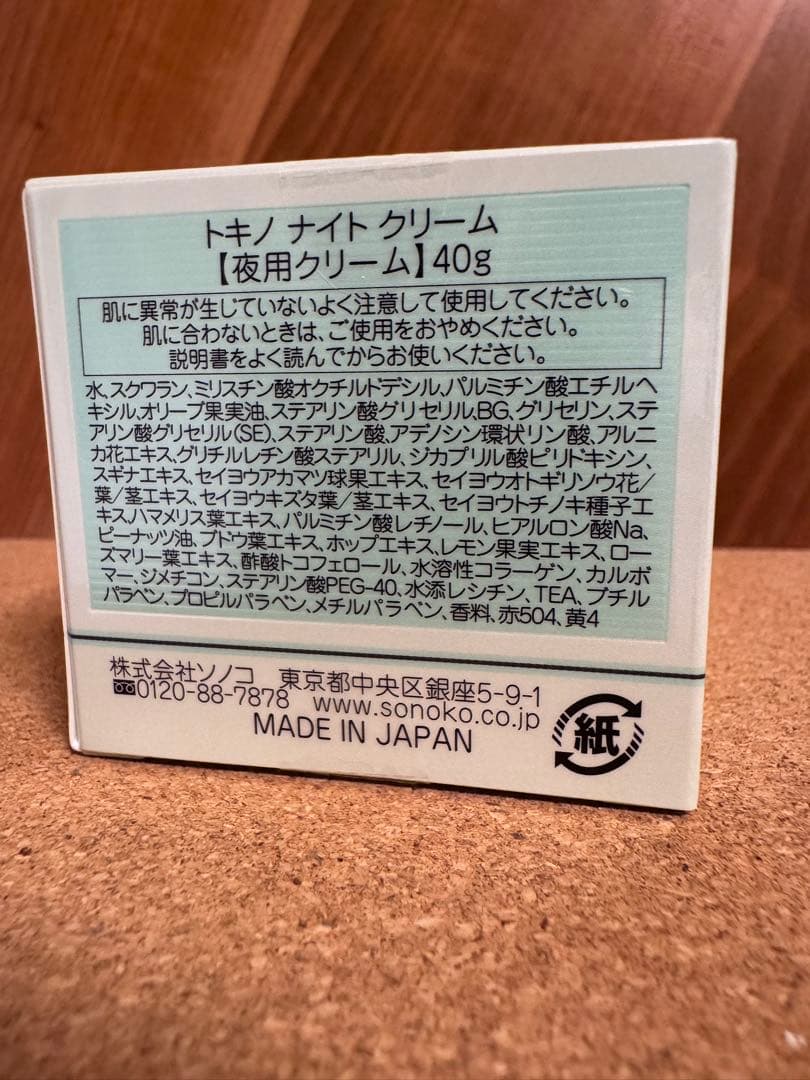 トキノ ナイト クリーム
【夜用クリーム】40g
肌に異常が生じていないよく注意して使用してください。
肌に合わないときは、ご使用をおやめください。
説明書をよく読んでからお使いください。
水、スクワラン、ミリスチン酸オクチルドデシル、パルミチン酸エチルヘ
キシル、オリーブ果実油、ステアリン酸グリセリル、BG、グリセリン、ステ
アリン酸グリセリル(SE)、ステアリン酸、アデノシン環状リン酸、アルニ
カ花エキス、グリチルレチン酸ステアリル、ジカプリル酸ピリドキシン、
スギナエキス、セイヨウアカマツ球果エキス、セイヨウオトギリソウ花/
葉/茎エキス、セイヨウキズタ葉/茎エキス、セイヨウトチノキ種子エ
キス、ハマメリス葉エキス、パルミチン酸レチノール、ヒアルロン酸Na、
ピーナッツ油、ブドウ葉エキス、ホップエキス、レモン果実エキス、ロー
ズマリー葉エキス、酢酸トコフェロール、水溶性コラーゲン、カルボ
マー、ジメチコン、ステアリン酸PEG-40、水添レシチン、TEA、ブチル
パラベン、プロピルパラベン、メチルパラベン、香料、赤504、黄4
株式会社ソノコ 東京都中央区銀座5-9-1
0120-88-7878 www.sonoko.co.jp
MADE IN JAPAN
紙